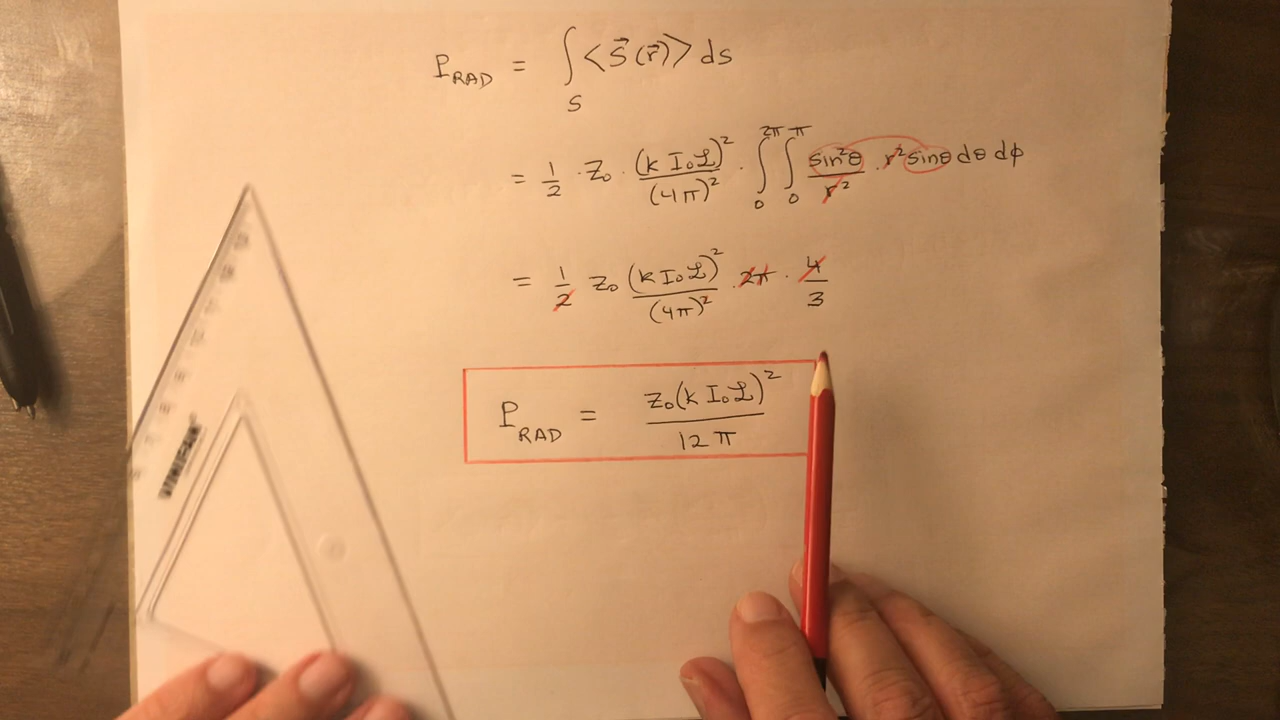 P_RAD = ∫_S <S⃗(r⃗)> ds
= 1/2 · Z₀ · (k I₀ ℒ)²/(4π)² · ∫₀^2π ∫₀^π sin²θ/r² · r² sinθ dθ dϕ
= 1/2 Z₀ (k I₀ ℒ)²/(4π)² · 2π · 4/3
P_RAD = Z₀(k I₀ ℒ)²/12π